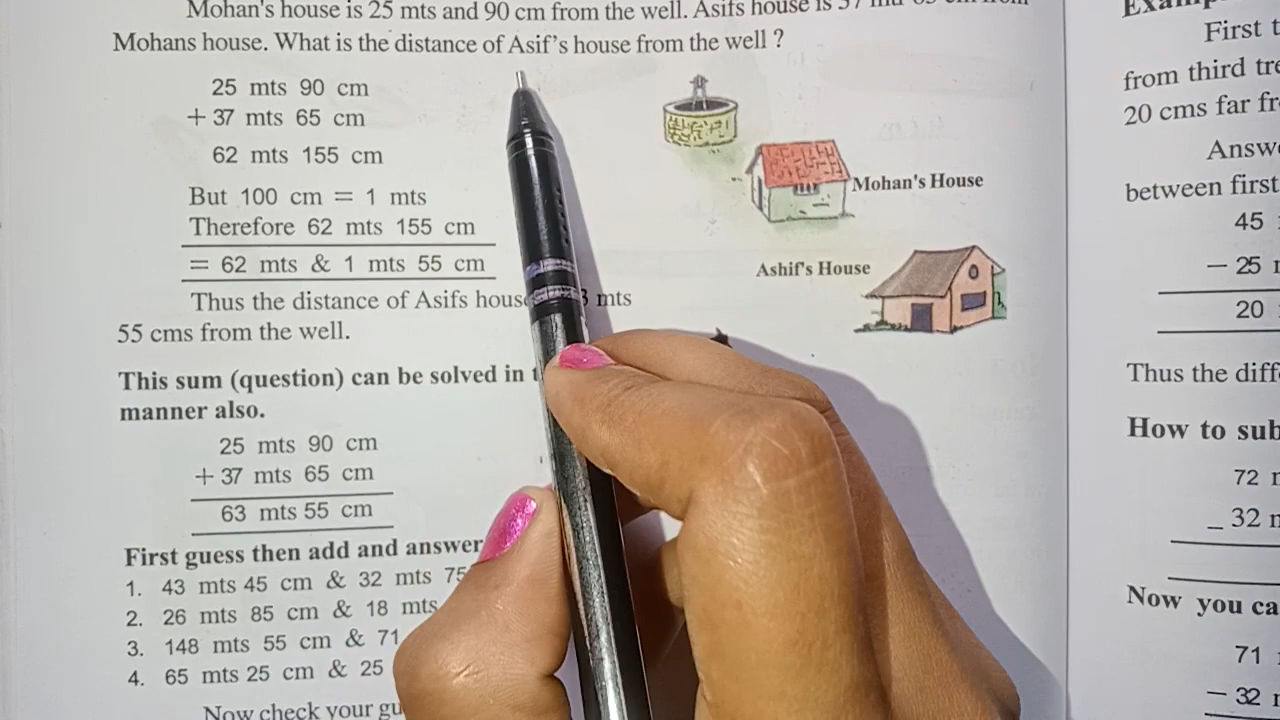 Mohan's house is 25 mts and 90 cm from the well. Asifs house is 37
Mohans house. What is the distance of Asif's house from the well ?
25 mts 90 cm
+ 37 mts 65 cm
62 mts 155 cm
But 100 cm = 1 mts
Therefore 62 mts 155 cm
= 62 mts & 1 mts 55 cm
Thus the distance of Asifs hous 3 mts
55 cms from the well.
Mohan's House
Ashif's House
This sum (question) can be solved in
manner also.
25 mts 90 cm
+ 37 mts 65 cm
63 mts 55 cm
First guess then add and answer
1. 43 mts 45 cm & 32 mts 75
2. 26 mts 85 cm & 18 mts
3. 148 mts 55 cm & 71
4. 65 mts 25 cm & 25
Now check your gu
First t
from third tre
20 cms far fr
Answ
between first
45
– 25
20
Thus the diff
How to sub
72
– 32
Now you ca
71
– 32